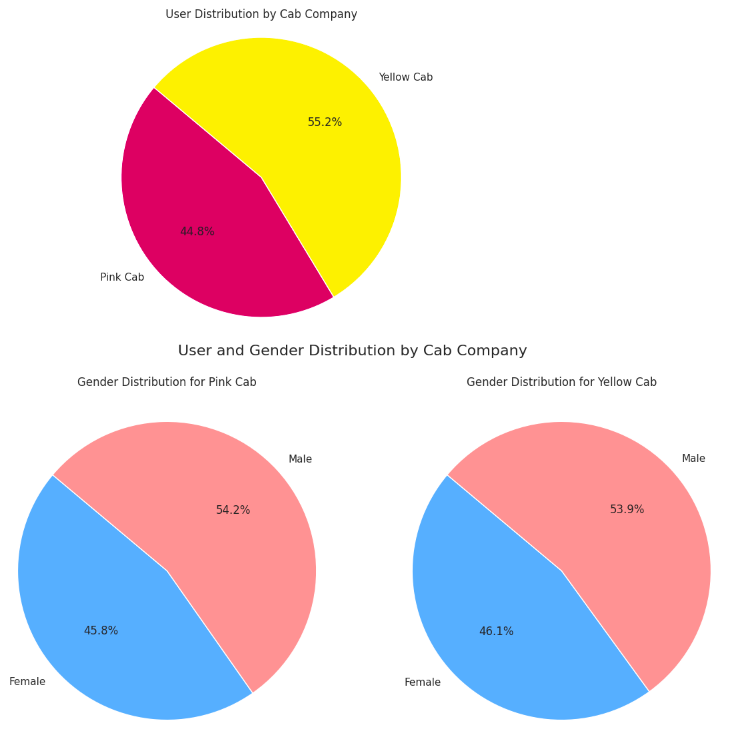 User Distribution by Cab Company
Yellow Cab
55.2%
44.8%
Pink Cab
User and Gender Distribution by Cab Company
Gender Distribution for Pink Cab
Male
54.2%
45.8%
Female
Gender Distribution for Yellow Cab
Male
53.9%
46.1%
Female